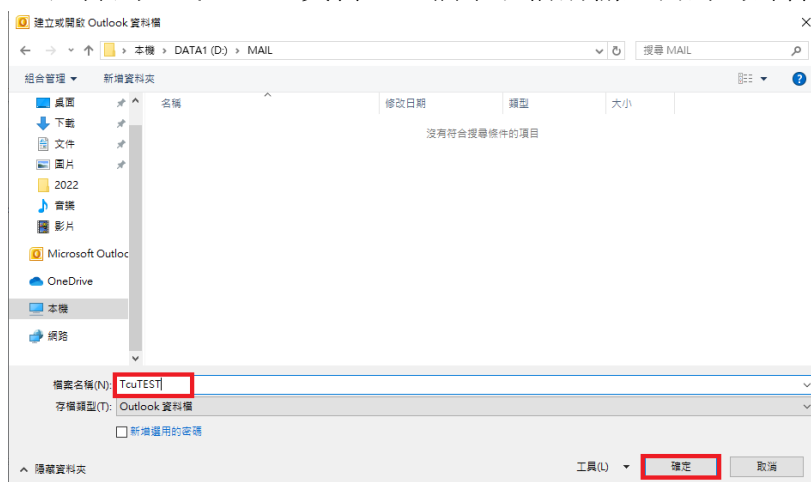 建立或開啟 Outlook 資料檔
本機 › DATA1 (D:) › MAIL
搜尋 MAIL
組合管理 ▼ 新增資料夾
名稱 修改日期 類型 大小
沒有符合搜尋條件的項目
桌面
下載
文件
圖片
2022
音樂
影片
Microsoft Outloc
OneDrive
本機
網路
檔案名稱(N): TcuTEST
存檔類型(T): Outlook 資料檔
新增選用的密碼
隱藏資料夾 工具(L) ▼ 確定 取消